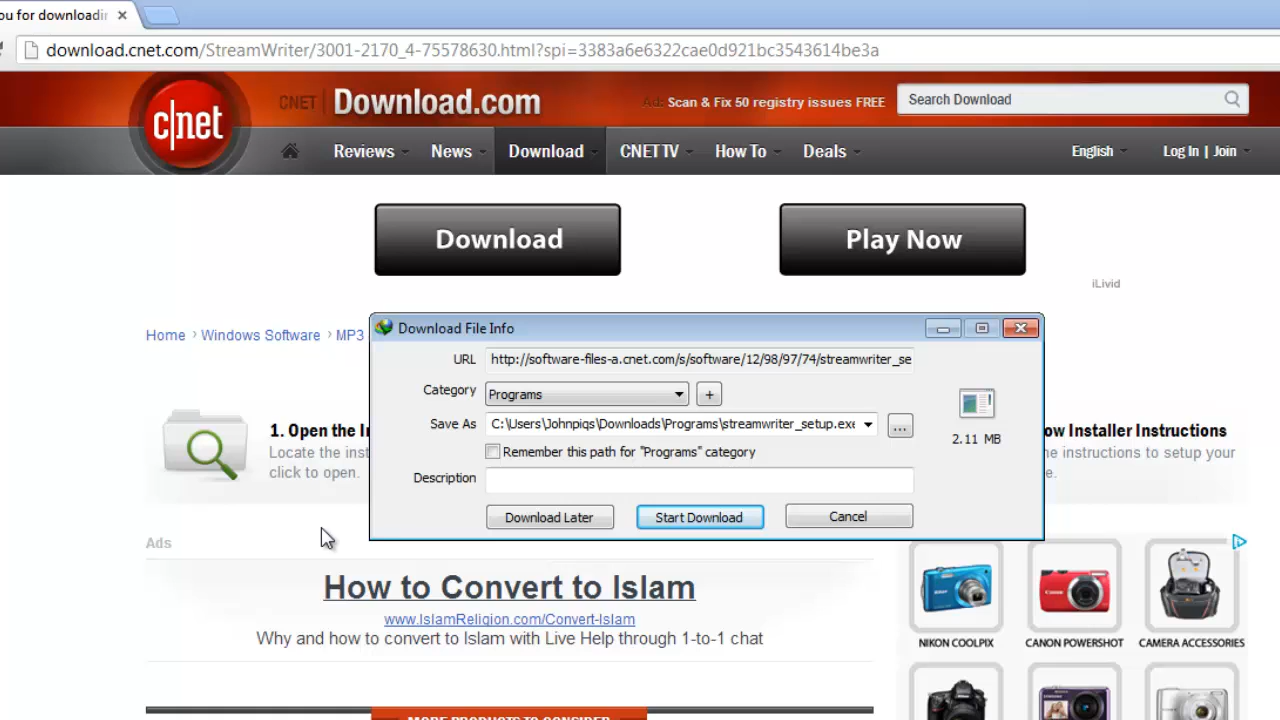 ou for downloadin
download.cnet.com/StreamWriter/3001-2170_4-75578630.html?spi=3383a6e6322cae0d921bc3543614be3a
c|net
CNET Download.com
Ad: Scan & Fix 50 registry issues FREE
Search Download
Reviews News Download CNET TV How To Deals English Log In | Join
Download
Play Now
iLivid
Home › Windows Software › MP3
Download File Info
URL http://software-files-a.cnet.com/s/software/12/98/97/74/streamwriter_se
Category Programs +
Save As C:\Users\Johnpiqs\Downloads\Programs\streamwriter_setup.exe ...
2.11 MB
Remember this path for "Programs" category
Description
Download Later Start Download Cancel
1. Open the I
Locate the inst
click to open.
ow Installer Instructions
he instructions to setup your
e.
Ads
How to Convert to Islam
www.IslamReligion.com/Convert-Islam
Why and how to convert to Islam with Live Help through 1-to-1 chat
NIKON COOLPIX
CANON POWERSHOT
CAMERA ACCESSORIES
MORE PRODUCTS TO CONSIDER